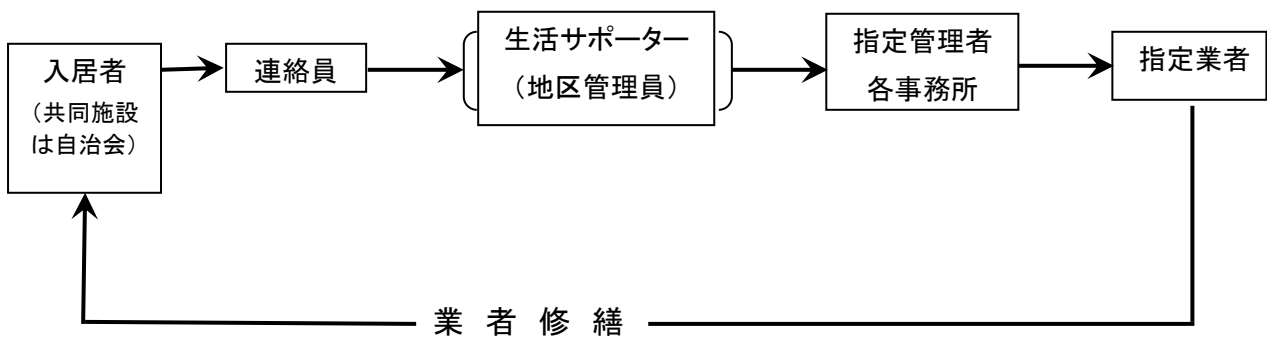 入居者
（共同施設
は自治会）
連絡員
生活サポーター
（地区管理員）
指定管理者
各事務所
指定業者
業者修繕